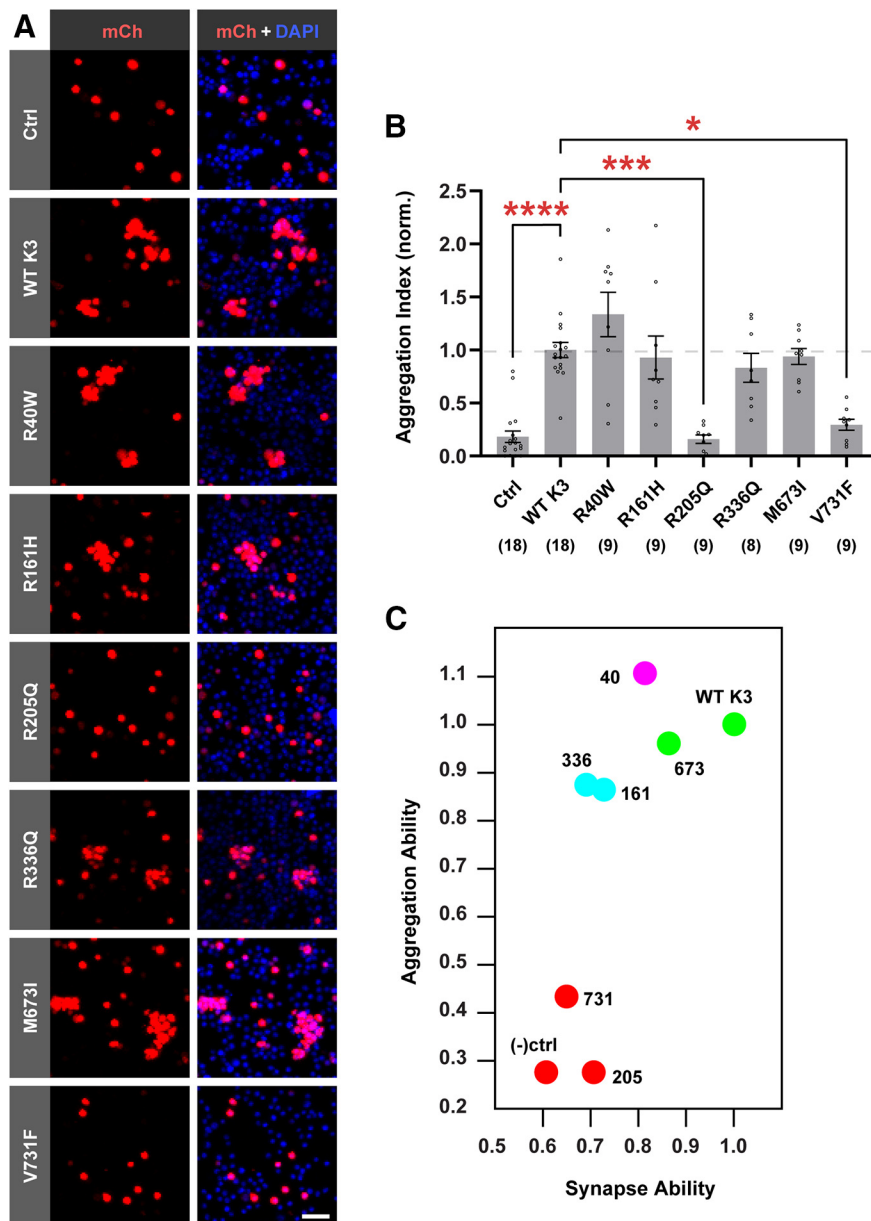 A
mCh
mCh + DAPI
Ctrl
WT K3
R40W
R161H
R205Q
R336Q
M673I
V731F
B
*
***
****
Aggregation Index (norm.)
2.5
2.0
1.5
1.0
0.5
0.0
Ctrl
WT K3
R40W
R161H
R205Q
R336Q
M673I
V731F
(18)
(18)
(9)
(9)
(9)
(8)
(9)
(9)
C
Aggregation Ability
1.1
1.0
0.9
0.8
0.7
0.6
0.5
0.4
0.3
0.2
40
WT K3
673
336
161
731
(-)ctrl
205
0.5
0.6
0.7
0.8
0.9
1.0
Synapse Ability